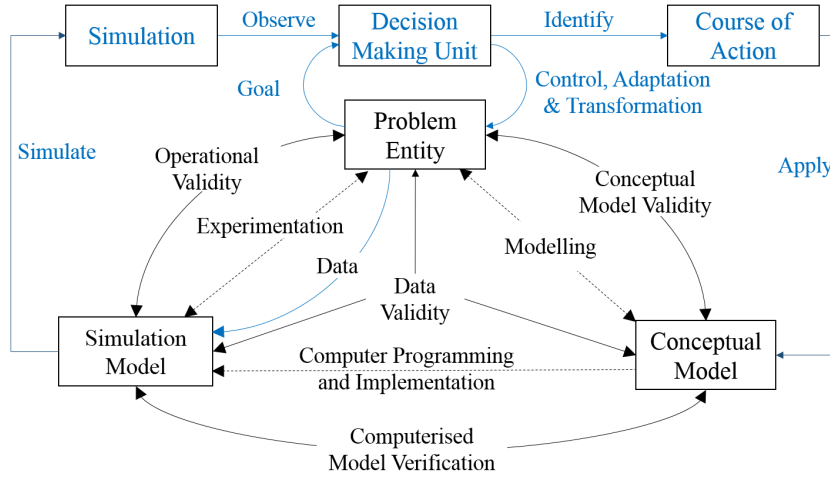 Simulation
Observe
Decision
Making Unit
Identify
Course of
Action
Goal
Control, Adaptation
& Transformation
Problem
Entity
Simulate
Operational
Validity
Conceptual
Model Validity
Apply
Experimentation
Modelling
Data
Data
Validity
Simulation
Model
Computer Programming
and Implementation
Conceptual
Model
Computerised
Model Verification